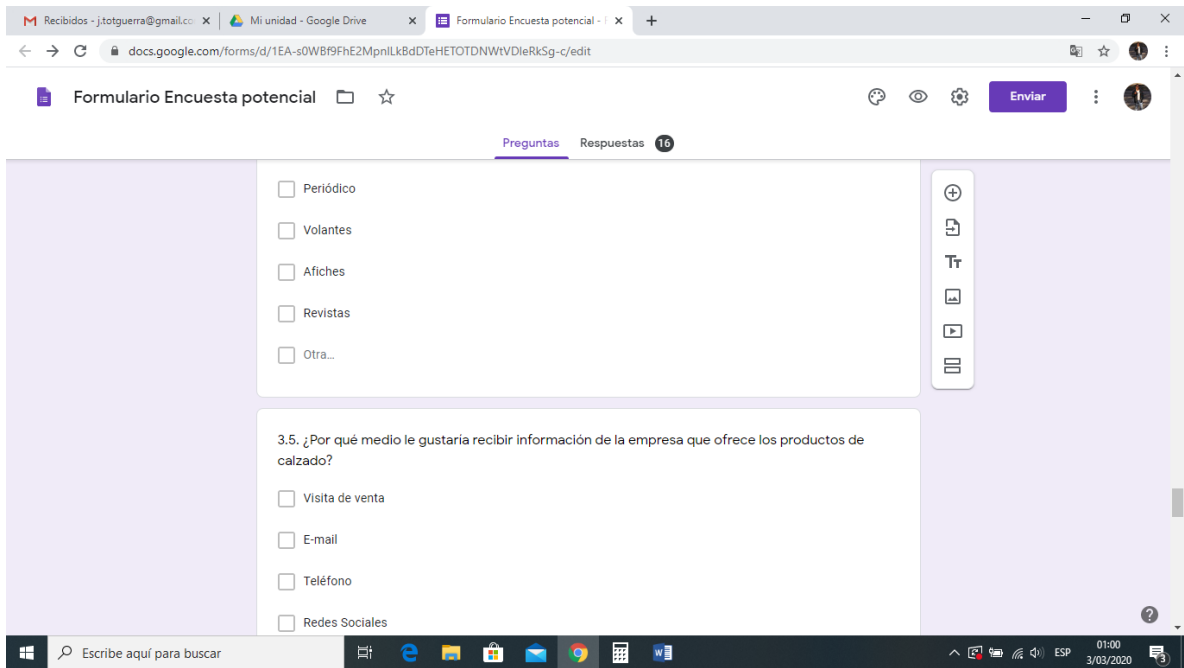 Recibidos - j.totguerra@gmail.co
Mi unidad - Google Drive
Formulario Encuesta potencial -
docs.google.com/forms/d/1EA-s0WBf9FhE2MpnlLkBdDTeHETOTDNWtVDleRkSg-c/edit
Formulario Encuesta potencial
Enviar
Preguntas Respuestas 16
Periódico
Volantes
Afiches
Revistas
Otra...
3.5. ¿Por qué medio le gustaría recibir información de la empresa que ofrece los productos de
calzado?
Visita de venta
E-mail
Teléfono
Redes Sociales
Escribe aquí para buscar
ESP
01:00
3/03/2020
3